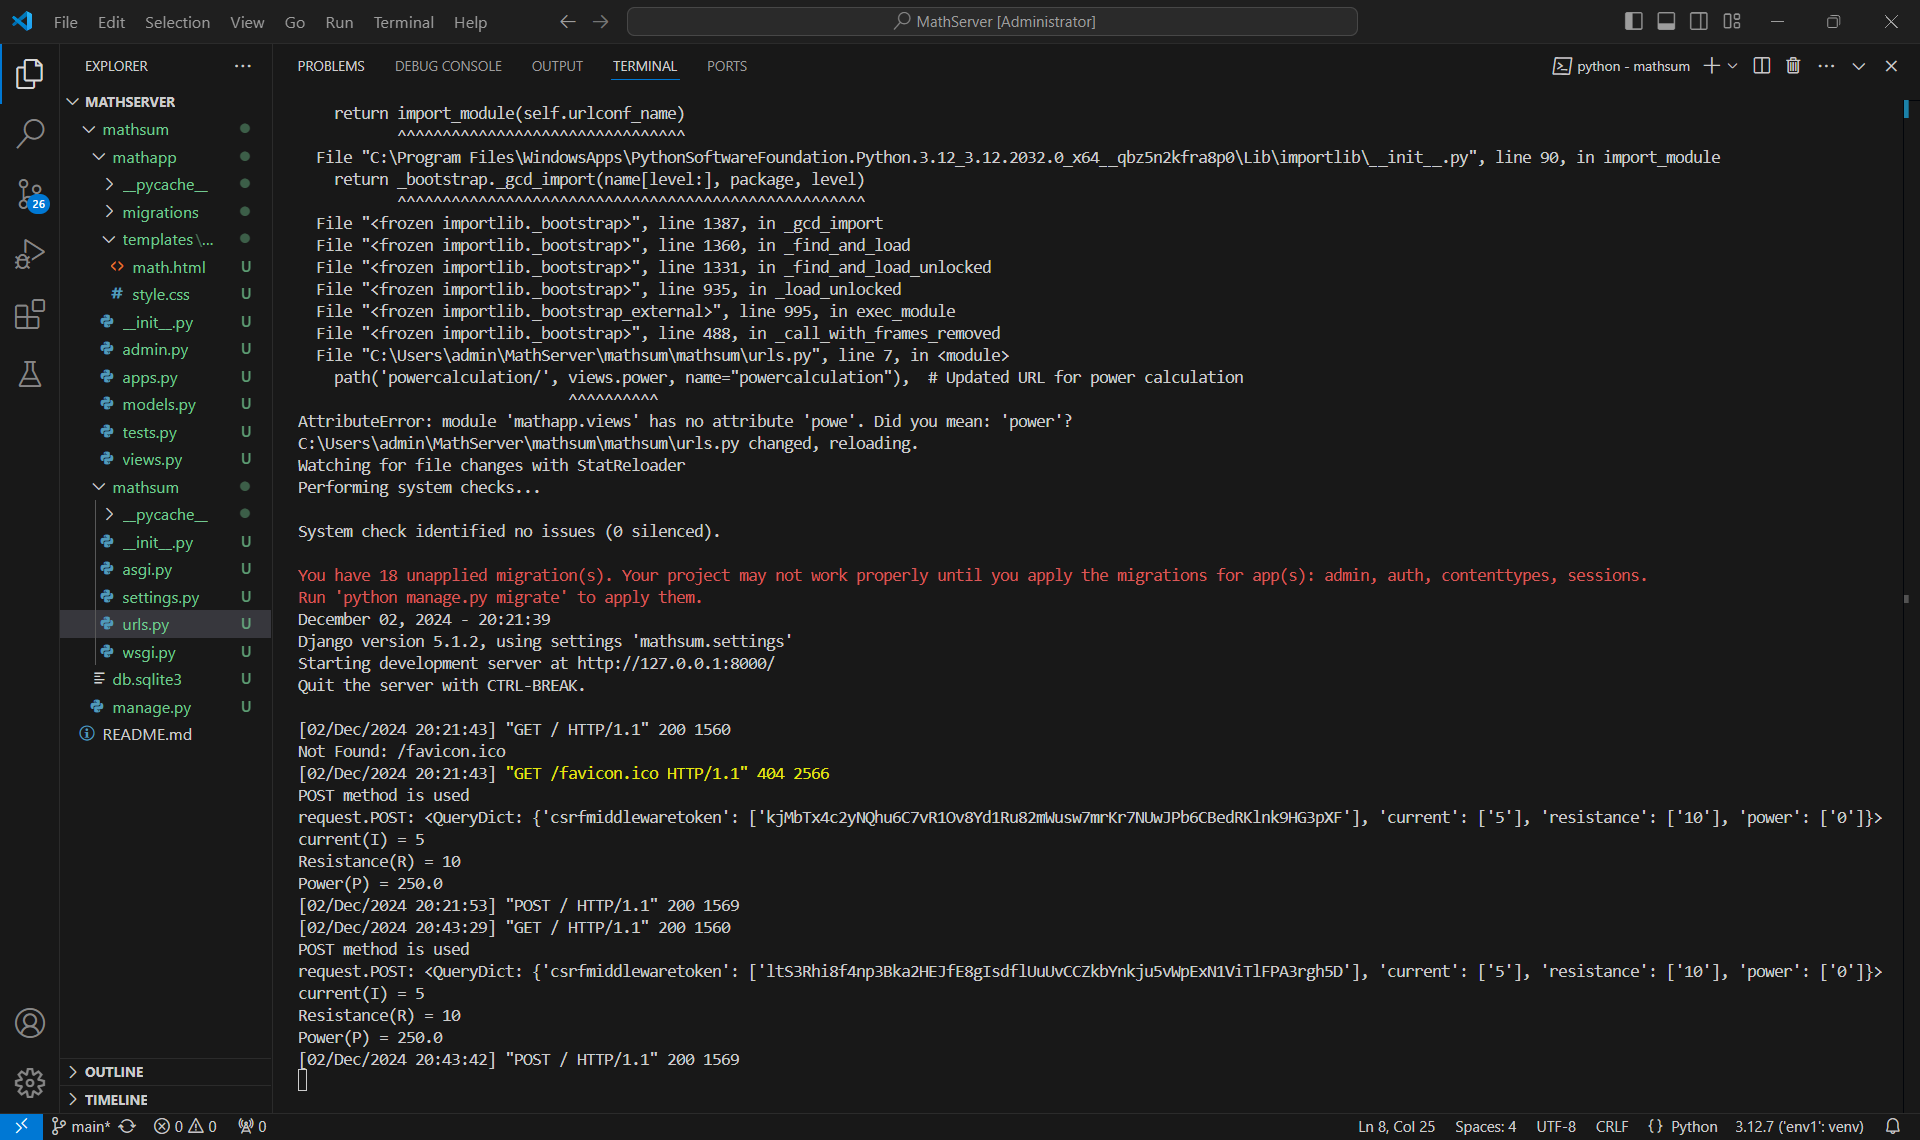 File Edit Selection View Go Run Terminal Help
MathServer [Administrator]
EXPLORER
PROBLEMS DEBUG CONSOLE OUTPUT TERMINAL PORTS
python - mathsum
MATHSERVER
mathsum
mathapp
__pycache__
migrations
templates \...
math.html U
style.css U
__init__.py U
admin.py U
apps.py U
models.py U
tests.py U
views.py U
mathsum
__pycache__
__init__.py U
asgi.py U
settings.py U
urls.py U
wsgi.py U
db.sqlite3 U
manage.py U
README.md
26
OUTLINE
TIMELINE
return import_module(self.urlconf_name)
^^^^^^^^^^^^^^^^^^^^^^^^^^^^^^^^
File "C:\Program Files\WindowsApps\PythonSoftwareFoundation.Python.3.12_3.12.2032.0_x64__qbz5n2kfra8p0\Lib\importlib\__init__.py", line 90, in import_module
return _bootstrap._gcd_import(name[level:], package, level)
^^^^^^^^^^^^^^^^^^^^^^^^^^^^^^^^^^^^^^^^^^^^^^^^^^^^
File "<frozen importlib._bootstrap>", line 1387, in _gcd_import
File "<frozen importlib._bootstrap>", line 1360, in _find_and_load
File "<frozen importlib._bootstrap>", line 1331, in _find_and_load_unlocked
File "<frozen importlib._bootstrap>", line 935, in _load_unlocked
File "<frozen importlib._bootstrap_external>", line 995, in exec_module
File "<frozen importlib._bootstrap>", line 488, in _call_with_frames_removed
File "C:\Users\admin\MathServer\mathsum\mathsum\urls.py", line 7, in <module>
path('powercalculation/', views.power, name="powercalculation"),  # Updated URL for power calculation
^^^^^^^^^^
AttributeError: module 'mathapp.views' has no attribute 'powe'. Did you mean: 'power'?
C:\Users\admin\MathServer\mathsum\mathsum\urls.py changed, reloading.
Watching for file changes with StatReloader
Performing system checks...
System check identified no issues (0 silenced).
You have 18 unapplied migration(s). Your project may not work properly until you apply the migrations for app(s): admin, auth, contenttypes, sessions.
Run 'python manage.py migrate' to apply them.
December 02, 2024 - 20:21:39
Django version 5.1.2, using settings 'mathsum.settings'
Starting development server at http://127.0.0.1:8000/
Quit the server with CTRL-BREAK.
[02/Dec/2024 20:21:43] "GET / HTTP/1.1" 200 1560
Not Found: /favicon.ico
[02/Dec/2024 20:21:43] "GET /favicon.ico HTTP/1.1" 404 2566
POST method is used
request.POST: <QueryDict: {'csrfmiddlewaretoken': ['kjMbTx4c2yNQhu6C7vR1Ov8Yd1Ru82mWusw7mrKr7NUwJPb6CBedRKlnk9HG3pXF'], 'current': ['5'], 'resistance': ['10'], 'power': ['0']}>
current(I) = 5
Resistance(R) = 10
Power(P) = 250.0
[02/Dec/2024 20:21:53] "POST / HTTP/1.1" 200 1569
[02/Dec/2024 20:43:29] "GET / HTTP/1.1" 200 1560
POST method is used
request.POST: <QueryDict: {'csrfmiddlewaretoken': ['ltS3Rhi8f4np3Bka2HEJfE8gIsdflUuUvCCZkbYnkju5vWpExN1ViTlFPA3rgh5D'], 'current': ['5'], 'resistance': ['10'], 'power': ['0']}>
current(I) = 5
Resistance(R) = 10
Power(P) = 250.0
[02/Dec/2024 20:43:42] "POST / HTTP/1.1" 200 1569
main* 0 0 0
Ln 8, Col 25 Spaces: 4 UTF-8 CRLF {} Python 3.12.7 ('env1': venv)